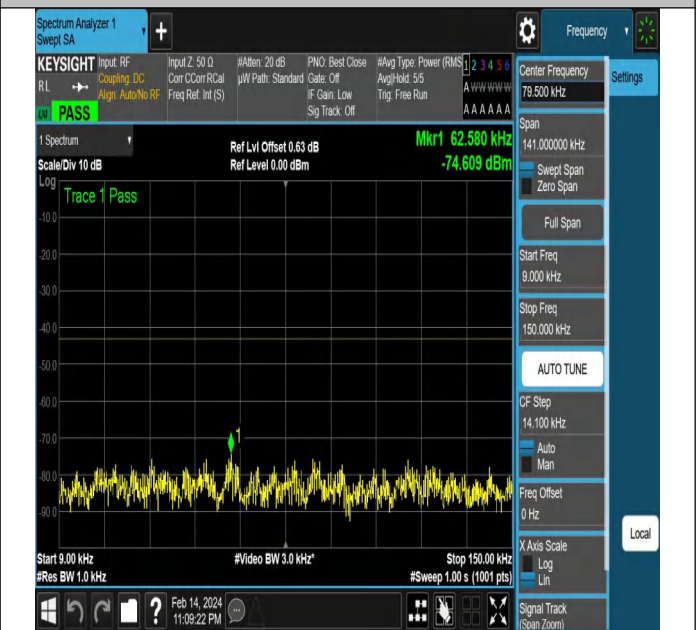 Spectrum Analyzer 1
Swept SA
+
Frequency
KEYSIGHT
RL
Input: RF
Coupling: DC
Align: Auto/No RF
Input Z: 50 Ω
Corr CCorr RCal
Freq Ref: Int (S)
#Atten: 20 dB
µW Path: Standard
PNO: Best Close
Gate: Off
IF Gain: Low
Sig Track: Off
#Avg Type: Power (RMS
Avg|Hold: 5/5
Trig: Free Run
1 2 3 4 5 6
A W W W W W
A A A A A A
PASS
1 Spectrum
Scale/Div 10 dB
Ref Lvl Offset 0.63 dB
Ref Level 0.00 dBm
Mkr1 62.580 kHz
-74.609 dBm
Log
Trace 1 Pass
-10.0
-20.0
-30.0
-40.0
-50.0
-60.0
-70.0
-80.0
-90.0
1
Start 9.00 kHz
#Res BW 1.0 kHz
#Video BW 3.0 kHz*
Stop 150.00 kHz
#Sweep 1.00 s (1001 pts)
Center Frequency
79.500 kHz
Settings
Span
141.000000 kHz
Swept Span
Zero Span
Full Span
Start Freq
9.000 kHz
Stop Freq
150.000 kHz
AUTO TUNE
CF Step
14.100 kHz
Auto
Man
Freq Offset
0 Hz
X Axis Scale
Log
Lin
Signal Track
(Span Zoom)
Local
?
Feb 14, 2024
11:09:22 PM